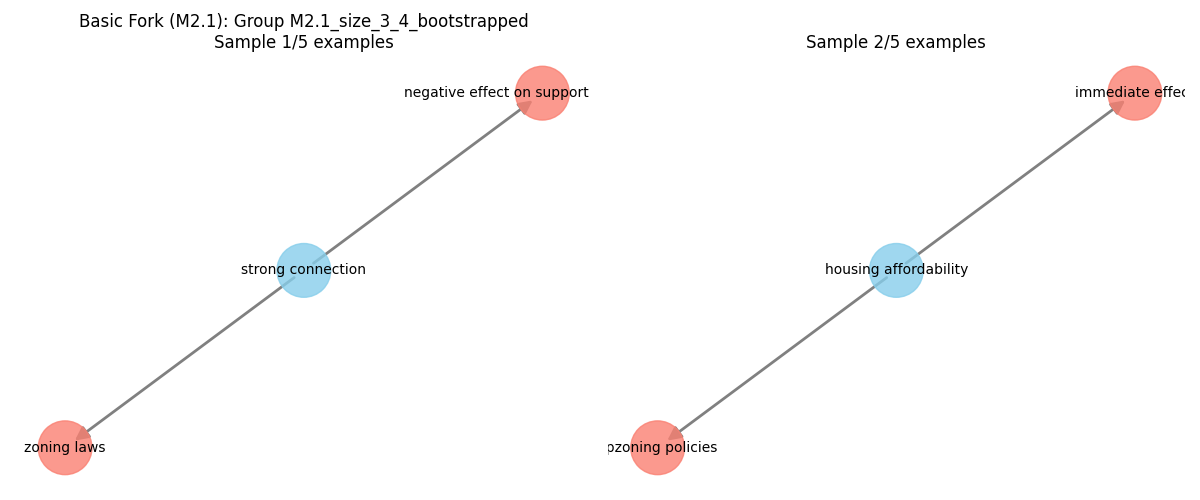 Basic Fork (M2.1): Group M2.1_size_3_4_bootstrapped
Sample 1/5 examples
Sample 2/5 examples
negative effect on support
immediate effec
strong connection
housing affordability
zoning laws
pzoning policies